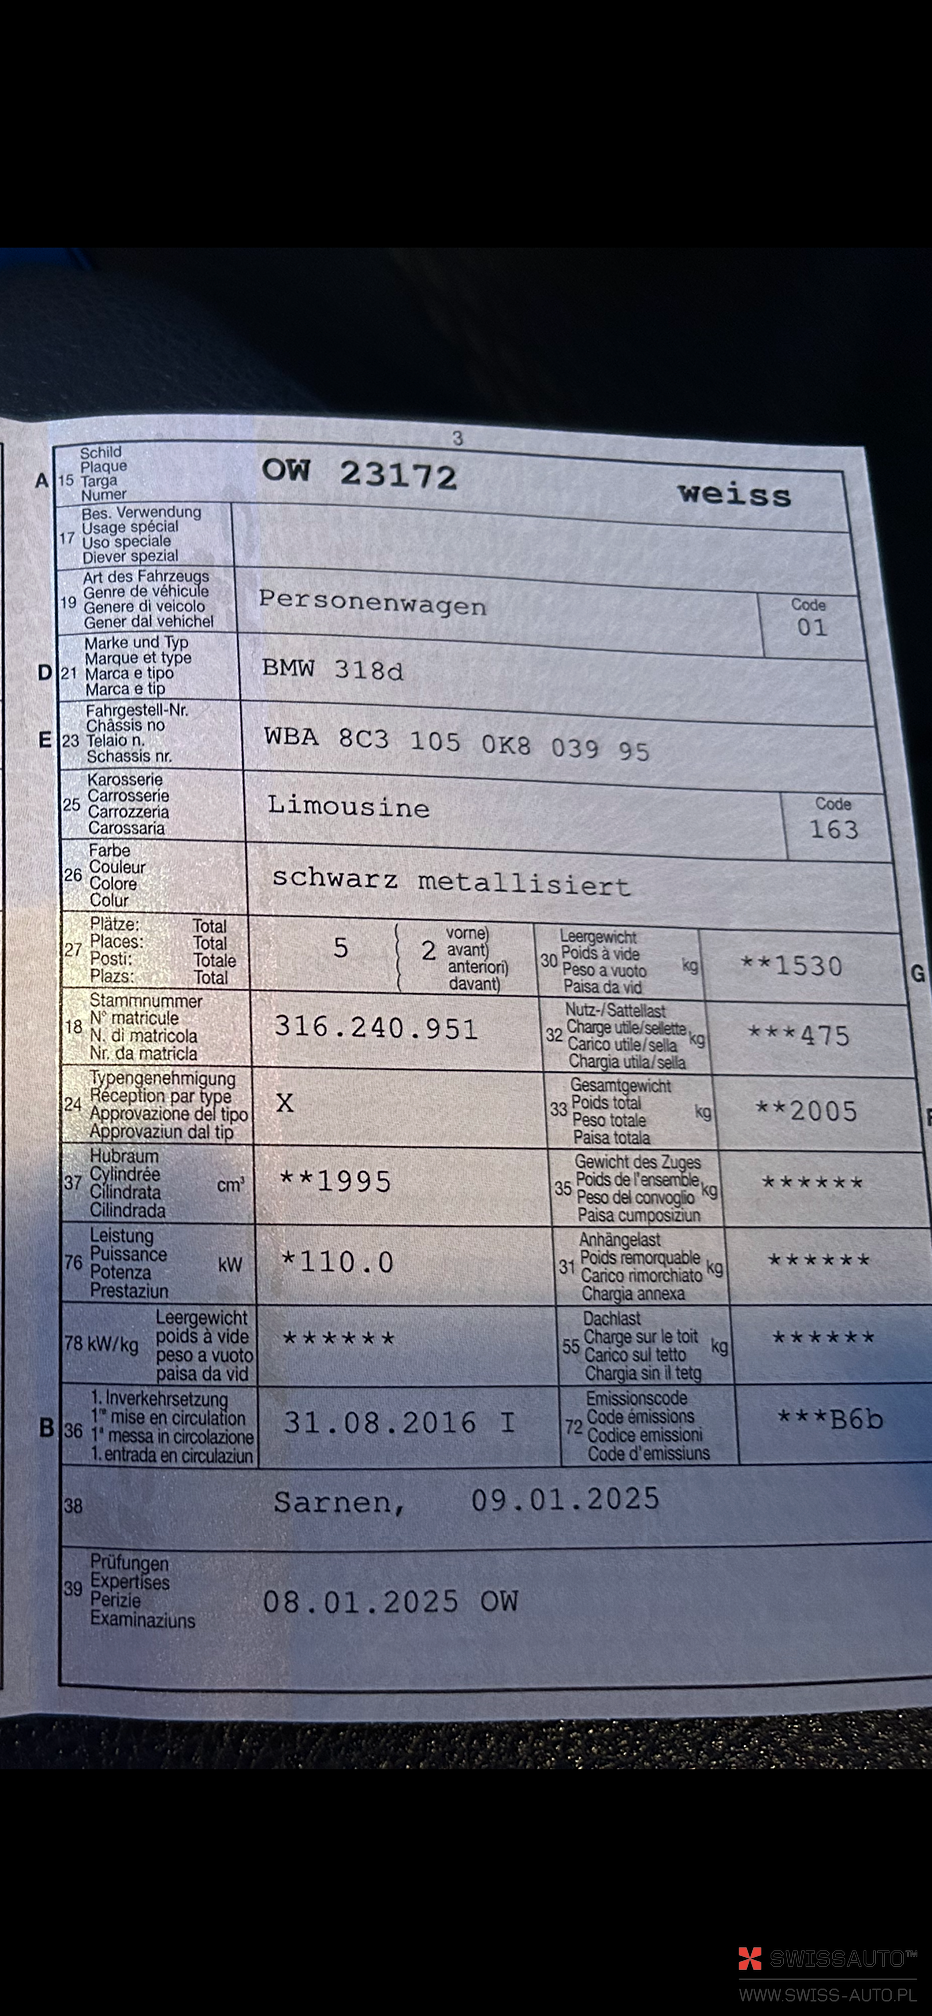 3
A 15 Schild
Plaque
Targa
Numer
OW 23172 weiss
17 Bes. Verwendung
Usage spécial
Uso speciale
Diever spezial
19 Art des Fahrzeugs
Genre de véhicule
Genere di veicolo
Gener dal vehichel
Personenwagen
Code
01
D 21 Marke und Typ
Marque et type
Marca e tipo
Marca e tip
BMW 318d
E 23 Fahrgestell-Nr.
Châssis no
Telaio n.
Schassis nr.
WBA 8C3 105 0K8 039 95
25 Karosserie
Carrosserie
Carrozzeria
Carossaria
Limousine
Code
163
26 Farbe
Couleur
Colore
Colur
schwarz metallisiert
27 Plätze: Total
Places: Total
Posti: Totale
Plazs: Total
5 ( 2 vorne)
avant)
anteriori)
davant)
30 Leergewicht
Poids à vide
Peso a vuoto kg
Paisa da vid
**1530
G
18 Stammnummer
N° matricule
N. di matricola
Nr. da matricla
316.240.951
32 Nutz-/Sattellast
Charge utile/sellette kg
Carico utile/sella
Chargia utila/sella
***475
24 Typengenehmigung
Réception par type
Approvazione del tipo
Approvaziun dal tip
X
33 Gesamtgewicht
Poids total kg
Peso totale
Paisa totala
**2005
37 Hubraum
Cylindrée
Cilindrata cm³
Cilindrada
**1995
35 Gewicht des Zuges
Poids de l'ensemble kg
Peso del convoglio
Paisa cumposiziun
******
76 Leistung
Puissance kW
Potenza
Prestaziun
*110.0
31 Anhängelast
Poids remorquable kg
Carico rimorchiato
Chargia annexa
******
78 kW/kg Leergewicht
poids à vide
peso a vuoto
paisa da vid
******
55 Dachlast
Charge sur le toit kg
Carico sul tetto
Chargia sin il tetg
******
B 36 1. Inverkehrsetzung
1re mise en circulation
1a messa in circolazione
1. entrada en circulaziun
31.08.2016 I
72 Emissionscode
Code émissions
Codice emissioni
Code d'emissiuns
***B6b
38 Sarnen, 09.01.2025
39 Prüfungen
Expertises
Perizie
Examinaziuns
08.01.2025 OW
SWISSAUTO™
WWW.SWISS-AUTO.PL